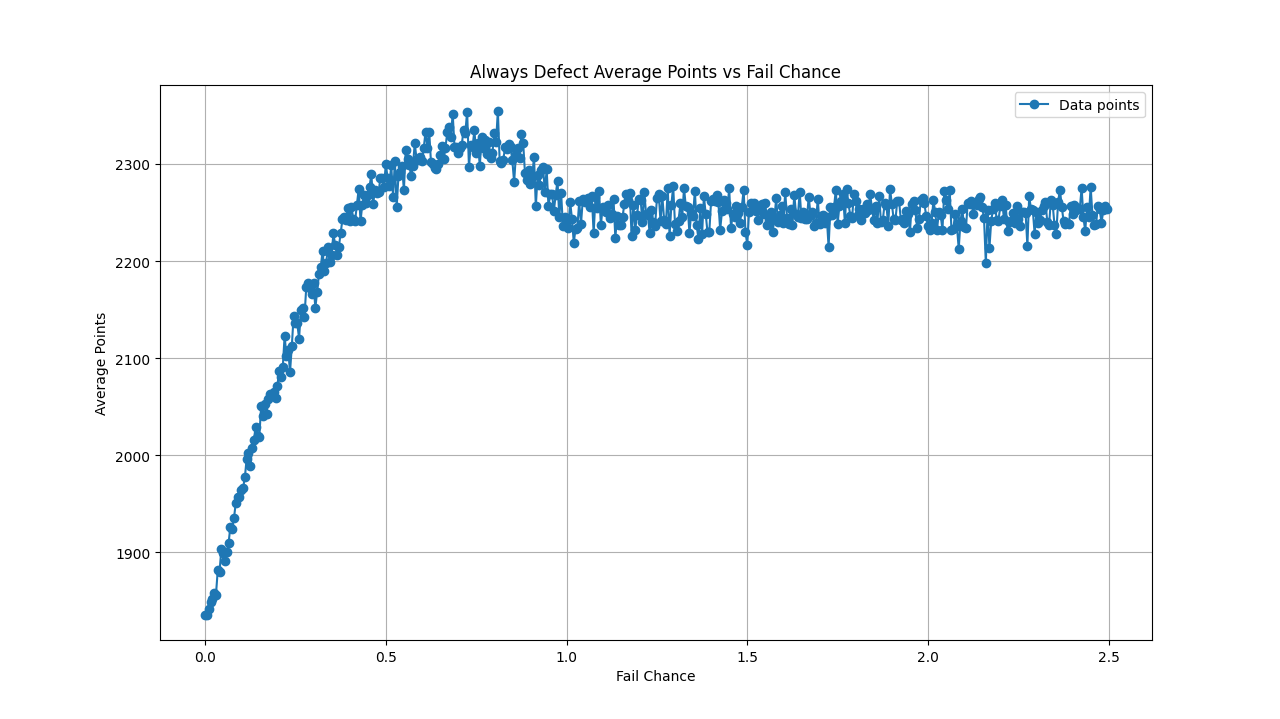 Always Defect Average Points vs Fail Chance
Data points
Average Points
2300
2200
2100
2000
1900
0.0
0.5
1.0
1.5
2.0
2.5
Fail Chance